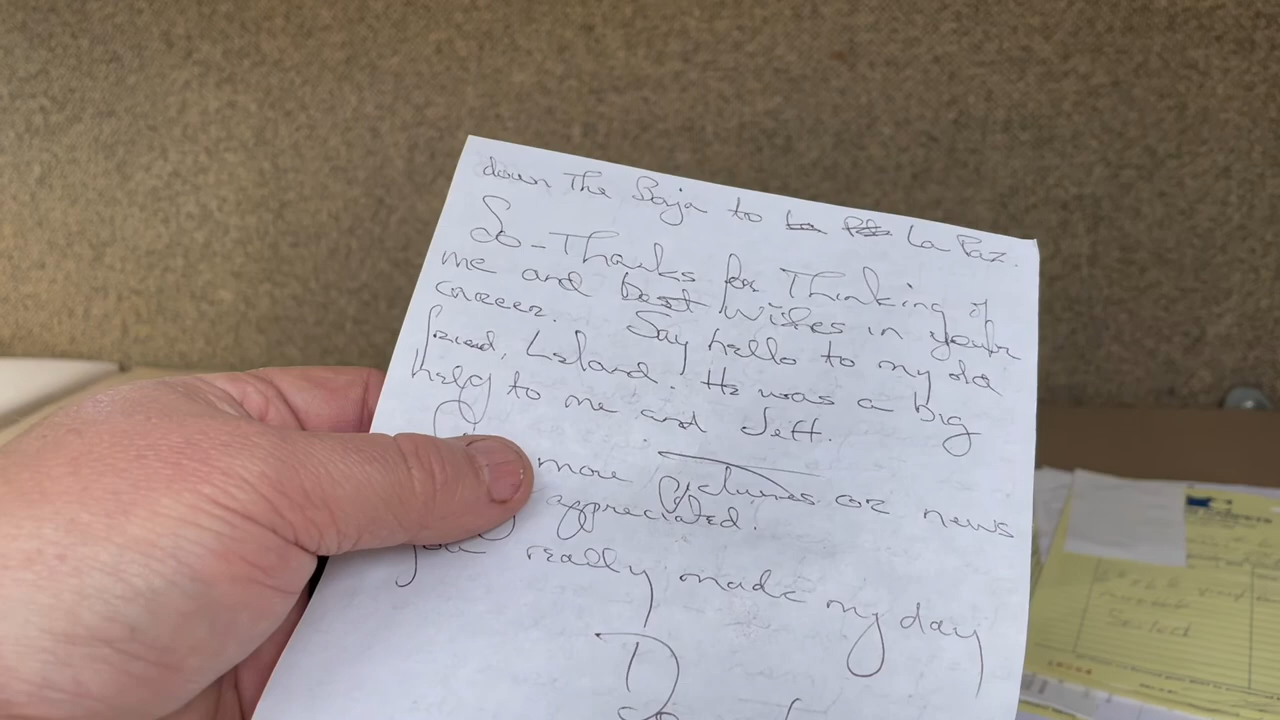 down The Baja to La Paz.
So-Thanks for Thinking of
me and best wishes in your
career. Say hello to my old
friend, Leland. He was a big
help to me and Jeff.
more pictures or news
appreciated.
you really made my day
D
Sailed